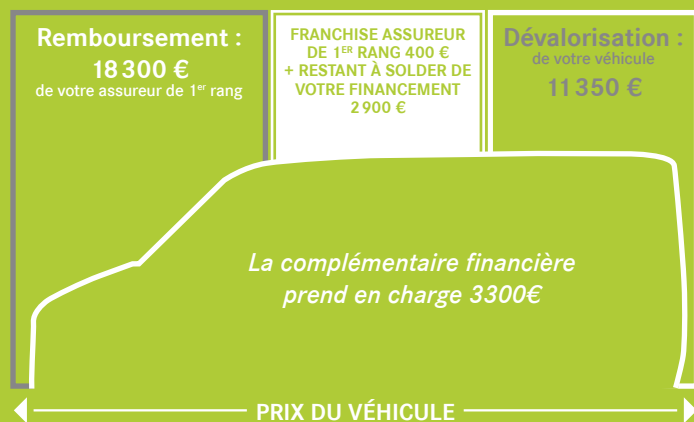 Remboursement :
18 300 €
de votre assureur de 1er rang
FRANCHISE ASSUREUR
DE 1ER RANG 400 €
+ RESTANT À SOLDER DE
VOTRE FINANCEMENT
2 900 €
Dévalorisation :
de votre véhicule
11 350 €
La complémentaire financière
prend en charge 3300€
PRIX DU VÉHICULE